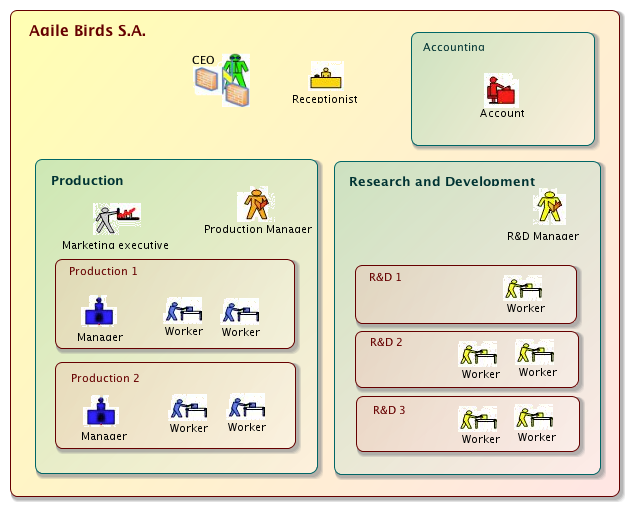 Agile Birds S.A.
CEO
Receptionist
Accounting
Account
Production
Marketing executive
Production Manager
Production 1
Manager
Worker
Worker
Production 2
Manager
Worker
Worker
Research and Development
R&D Manager
R&D 1
Worker
R&D 2
Worker
Worker
R&D 3
Worker
Worker